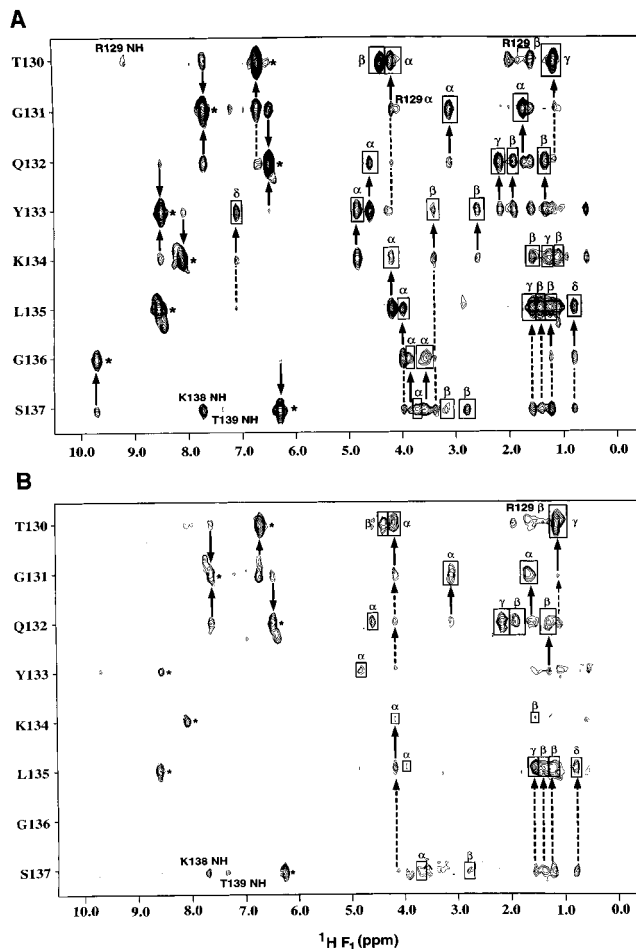 A
R129 NH
R129 β
T130 * β α γ
G131 * R129 α α α
Q132 * α γ β β
Y133 * δ α β β
K134 * α β γ β
L135 * α γ β β δ
G136 * α α
S137 K138 NH T139 NH * α β β
10.0 9.0 8.0 7.0 6.0 5.0 4.0 3.0 2.0 1.0 0.0
B
R129 β
T130 * β α γ
G131 * α α
Q132 * α γ β β
Y133 * α
K134 * α β
L135 * α γ β β δ
G136
S137 K138 NH T139 NH * α β
10.0 9.0 8.0 7.0 6.0 5.0 4.0 3.0 2.0 1.0 0.0
¹H F₁ (ppm)